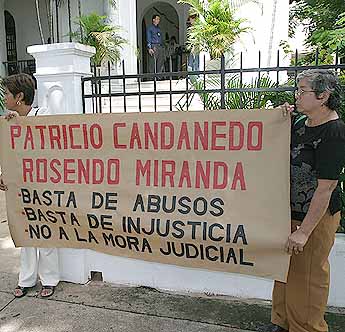 PATRICIO CANDANEDO
ROSENDO MIRANDA
-BASTA DE ABUSOS
-BASTA DE INJUSTICIA
-NO A LA MORA JUDICIAL